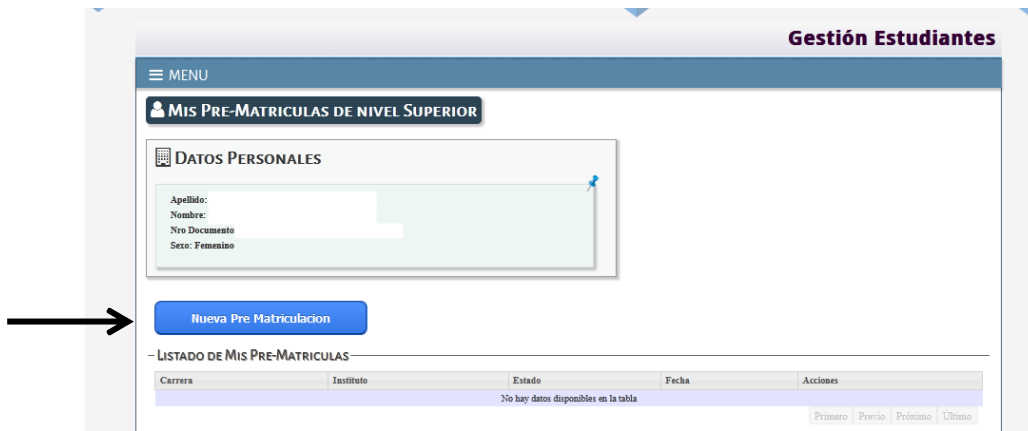 Gestión Estudiantes
MENU
Mis Pre-Matriculas de nivel Superior
Datos Personales
Apellido:
Nombre:
Nro Documento
Sexo: Femenino
Nueva Pre Matriculacion
Listado de Mis Pre-Matriculas
Carrera Instituto Estado Fecha Acciones
No hay datos disponibles en la tabla
Primero Previo Próximo Último